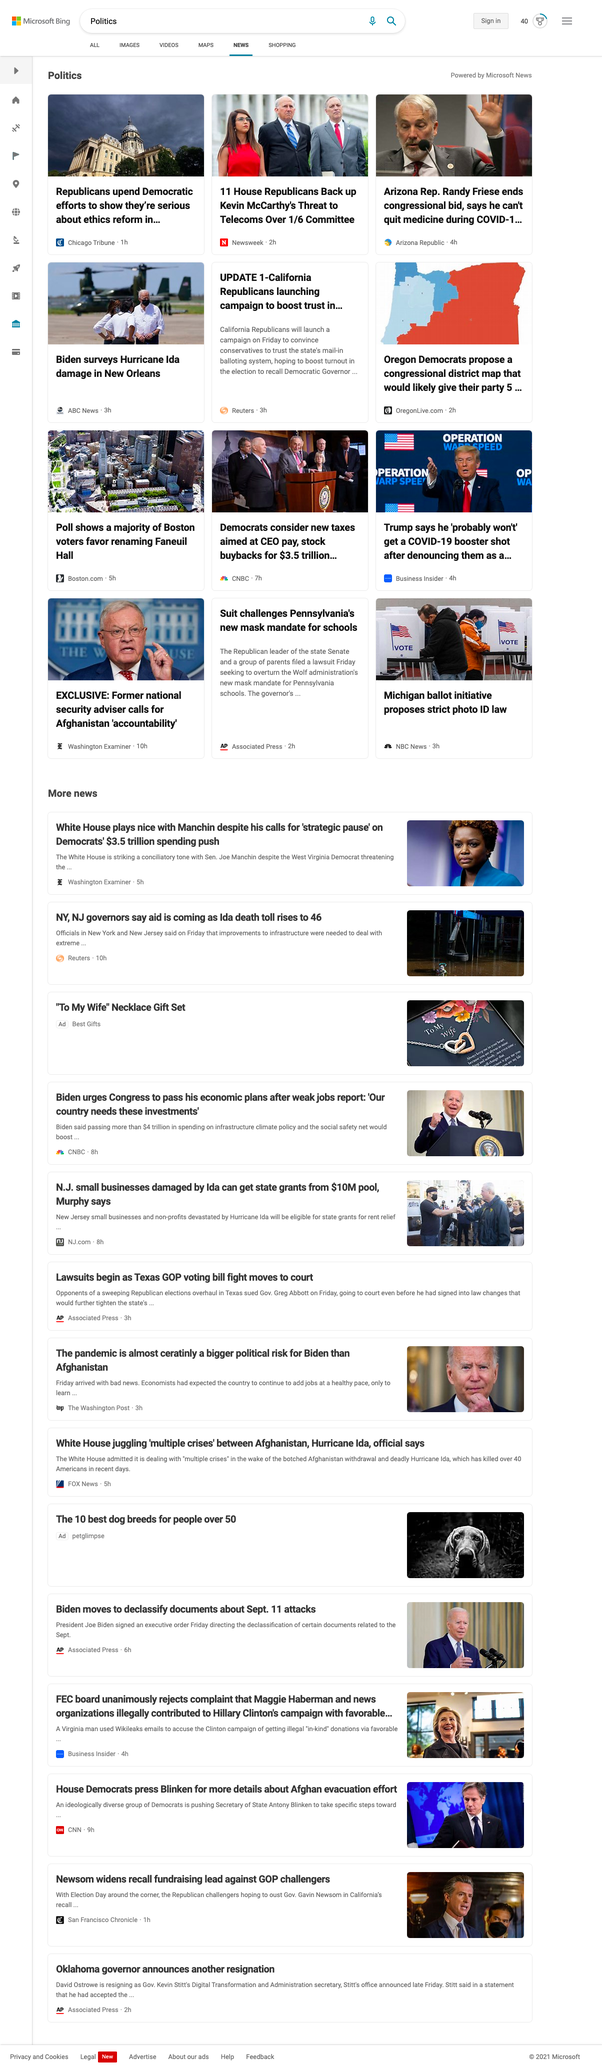 Microsoft Bing
Politics
Sign in
40
ALL
IMAGES
VIDEOS
MAPS
NEWS
SHOPPING
Politics
Powered by Microsoft News
Republicans upend Democratic
efforts to show they're serious
about ethics reform in...
Chicago Tribune · 1h
11 House Republicans Back up
Kevin McCarthy's Threat to
Telecoms Over 1/6 Committee
Newsweek · 2h
Arizona Rep. Randy Friese ends
congressional bid, says he can't
quit medicine during COVID-1...
Arizona Republic · 4h
Biden surveys Hurricane Ida
damage in New Orleans
ABC News · 3h
UPDATE 1-California
Republicans launching
campaign to boost trust in...
California Republicans will launch a
campaign on Friday to convince
conservatives to trust the state's mail-in
balloting system, hoping to boost turnout in
the election to recall Democratic Governor ...
Reuters · 3h
Oregon Democrats propose a
congressional district map that
would likely give their party 5 ...
OregonLive.com · 2h
Poll shows a majority of Boston
voters favor renaming Faneuil
Hall
Boston.com · 5h
Democrats consider new taxes
aimed at CEO pay, stock
buybacks for $3.5 trillion...
CNBC · 7h
OPERATION
WARP SPEED
Trump says he 'probably won't'
get a COVID-19 booster shot
after denouncing them as a...
Business Insider · 4h
EXCLUSIVE: Former national
security adviser calls for
Afghanistan 'accountability'
Washington Examiner · 10h
Suit challenges Pennsylvania's
new mask mandate for schools
The Republican leader of the state Senate
and a group of parents filed a lawsuit Friday
seeking to overturn the Wolf administration's
new mask mandate for Pennsylvania
schools. The governor's ...
AP Associated Press · 2h
VOTE
VOTE
Michigan ballot initiative
proposes strict photo ID law
NBC News · 3h
More news
White House plays nice with Manchin despite his calls for 'strategic pause' on
Democrats' $3.5 trillion spending push
The White House is striking a conciliatory tone with Sen. Joe Manchin despite the West Virginia Democrat threatening
the ...
Washington Examiner · 5h
NY, NJ governors say aid is coming as Ida death toll rises to 46
Officials in New York and New Jersey said on Friday that improvements to infrastructure were needed to deal with
extreme ...
Reuters · 10h
"To My Wife" Necklace Gift Set
Ad Best Gifts
To My
Wife
Biden urges Congress to pass his economic plans after weak jobs report: 'Our
country needs these investments'
Biden said passing more than $4 trillion in spending on infrastructure climate policy and the social safety net would
boost ...
CNBC · 8h
N.J. small businesses damaged by Ida can get state grants from $10M pool,
Murphy says
New Jersey small businesses and non-profits devastated by Hurricane Ida will be eligible for state grants for rent relief
...
NJ.com · 8h
Lawsuits begin as Texas GOP voting bill fight moves to court
Opponents of a sweeping Republican elections overhaul in Texas sued Gov. Greg Abbott on Friday, going to court even before he had signed into law changes that
would further tighten the state's ...
AP Associated Press · 3h
The pandemic is almost ceratinly a bigger political risk for Biden than
Afghanistan
Friday arrived with bad news. Economists had expected the country to continue to add jobs at a healthy pace, only to
learn ...
wp The Washington Post · 3h
White House juggling 'multiple crises' between Afghanistan, Hurricane Ida, official says
The White House admitted it is dealing with "multiple crises" in the wake of the botched Afghanistan withdrawal and deadly Hurricane Ida, which has killed over 40
Americans in recent days.
FOX News · 5h
The 10 best dog breeds for people over 50
Ad petglimpse
Biden moves to declassify documents about Sept. 11 attacks
President Joe Biden signed an executive order Friday directing the declassification of certain documents related to the
Sept.
AP Associated Press · 6h
FEC board unanimously rejects complaint that Maggie Haberman and news
organizations illegally contributed to Hillary Clinton's campaign with favorable...
A Virginia man used Wikileaks emails to accuse the Clinton campaign of getting illegal "in-kind" donations via favorable
...
Business Insider · 4h
House Democrats press Blinken for more details about Afghan evacuation effort
An ideologically diverse group of Democrats is pushing Secretary of State Antony Blinken to take specific steps toward
...
CNN · 9h
Newsom widens recall fundraising lead against GOP challengers
With Election Day around the corner, the Republican challengers hoping to oust Gov. Gavin Newsom in California's
recall ...
San Francisco Chronicle · 1h
Oklahoma governor announces another resignation
David Ostrowe is resigning as Gov. Kevin Stitt's Digital Transformation and Administration secretary, Stitt's office announced late Friday. Stitt said in a statement
that he had accepted the ...
AP Associated Press · 2h
Privacy and Cookies
Legal New
Advertise
About our ads
Help
Feedback
© 2021 Microsoft